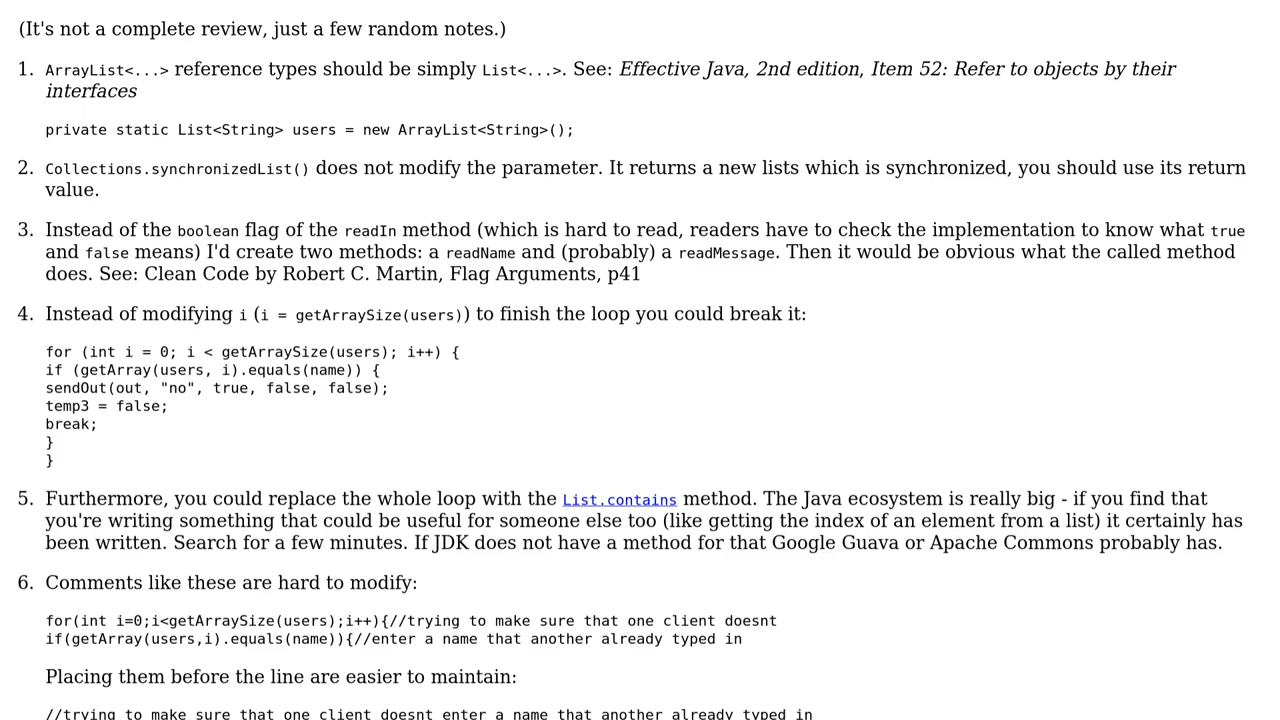 (It's not a complete review, just a few random notes.)
1. ArrayList<...> reference types should be simply List<...>. See: Effective Java, 2nd edition, Item 52: Refer to objects by their
interfaces
private static List<String> users = new ArrayList<String>();
2. Collections.synchronizedList() does not modify the parameter. It returns a new lists which is synchronized, you should use its return
value.
3. Instead of the boolean flag of the readIn method (which is hard to read, readers have to check the implementation to know what true
and false means) I'd create two methods: a readName and (probably) a readMessage. Then it would be obvious what the called method
does. See: Clean Code by Robert C. Martin, Flag Arguments, p41
4. Instead of modifying i (i = getArraySize(users)) to finish the loop you could break it:
for (int i = 0; i < getArraySize(users); i++) {
if (getArray(users, i).equals(name)) {
sendOut(out, "no", true, false, false);
temp3 = false;
break;
}
}
5. Furthermore, you could replace the whole loop with the List.contains method. The Java ecosystem is really big - if you find that
you're writing something that could be useful for someone else too (like getting the index of an element from a list) it certainly has
been written. Search for a few minutes. If JDK does not have a method for that Google Guava or Apache Commons probably has.
6. Comments like these are hard to modify:
for(int i=0;i<getArraySize(users);i++){//trying to make sure that one client doesnt
if(getArray(users,i).equals(name)){//enter a name that another already typed in
Placing them before the line are easier to maintain:
//trying to make sure that one client doesnt enter a name that another already typed in